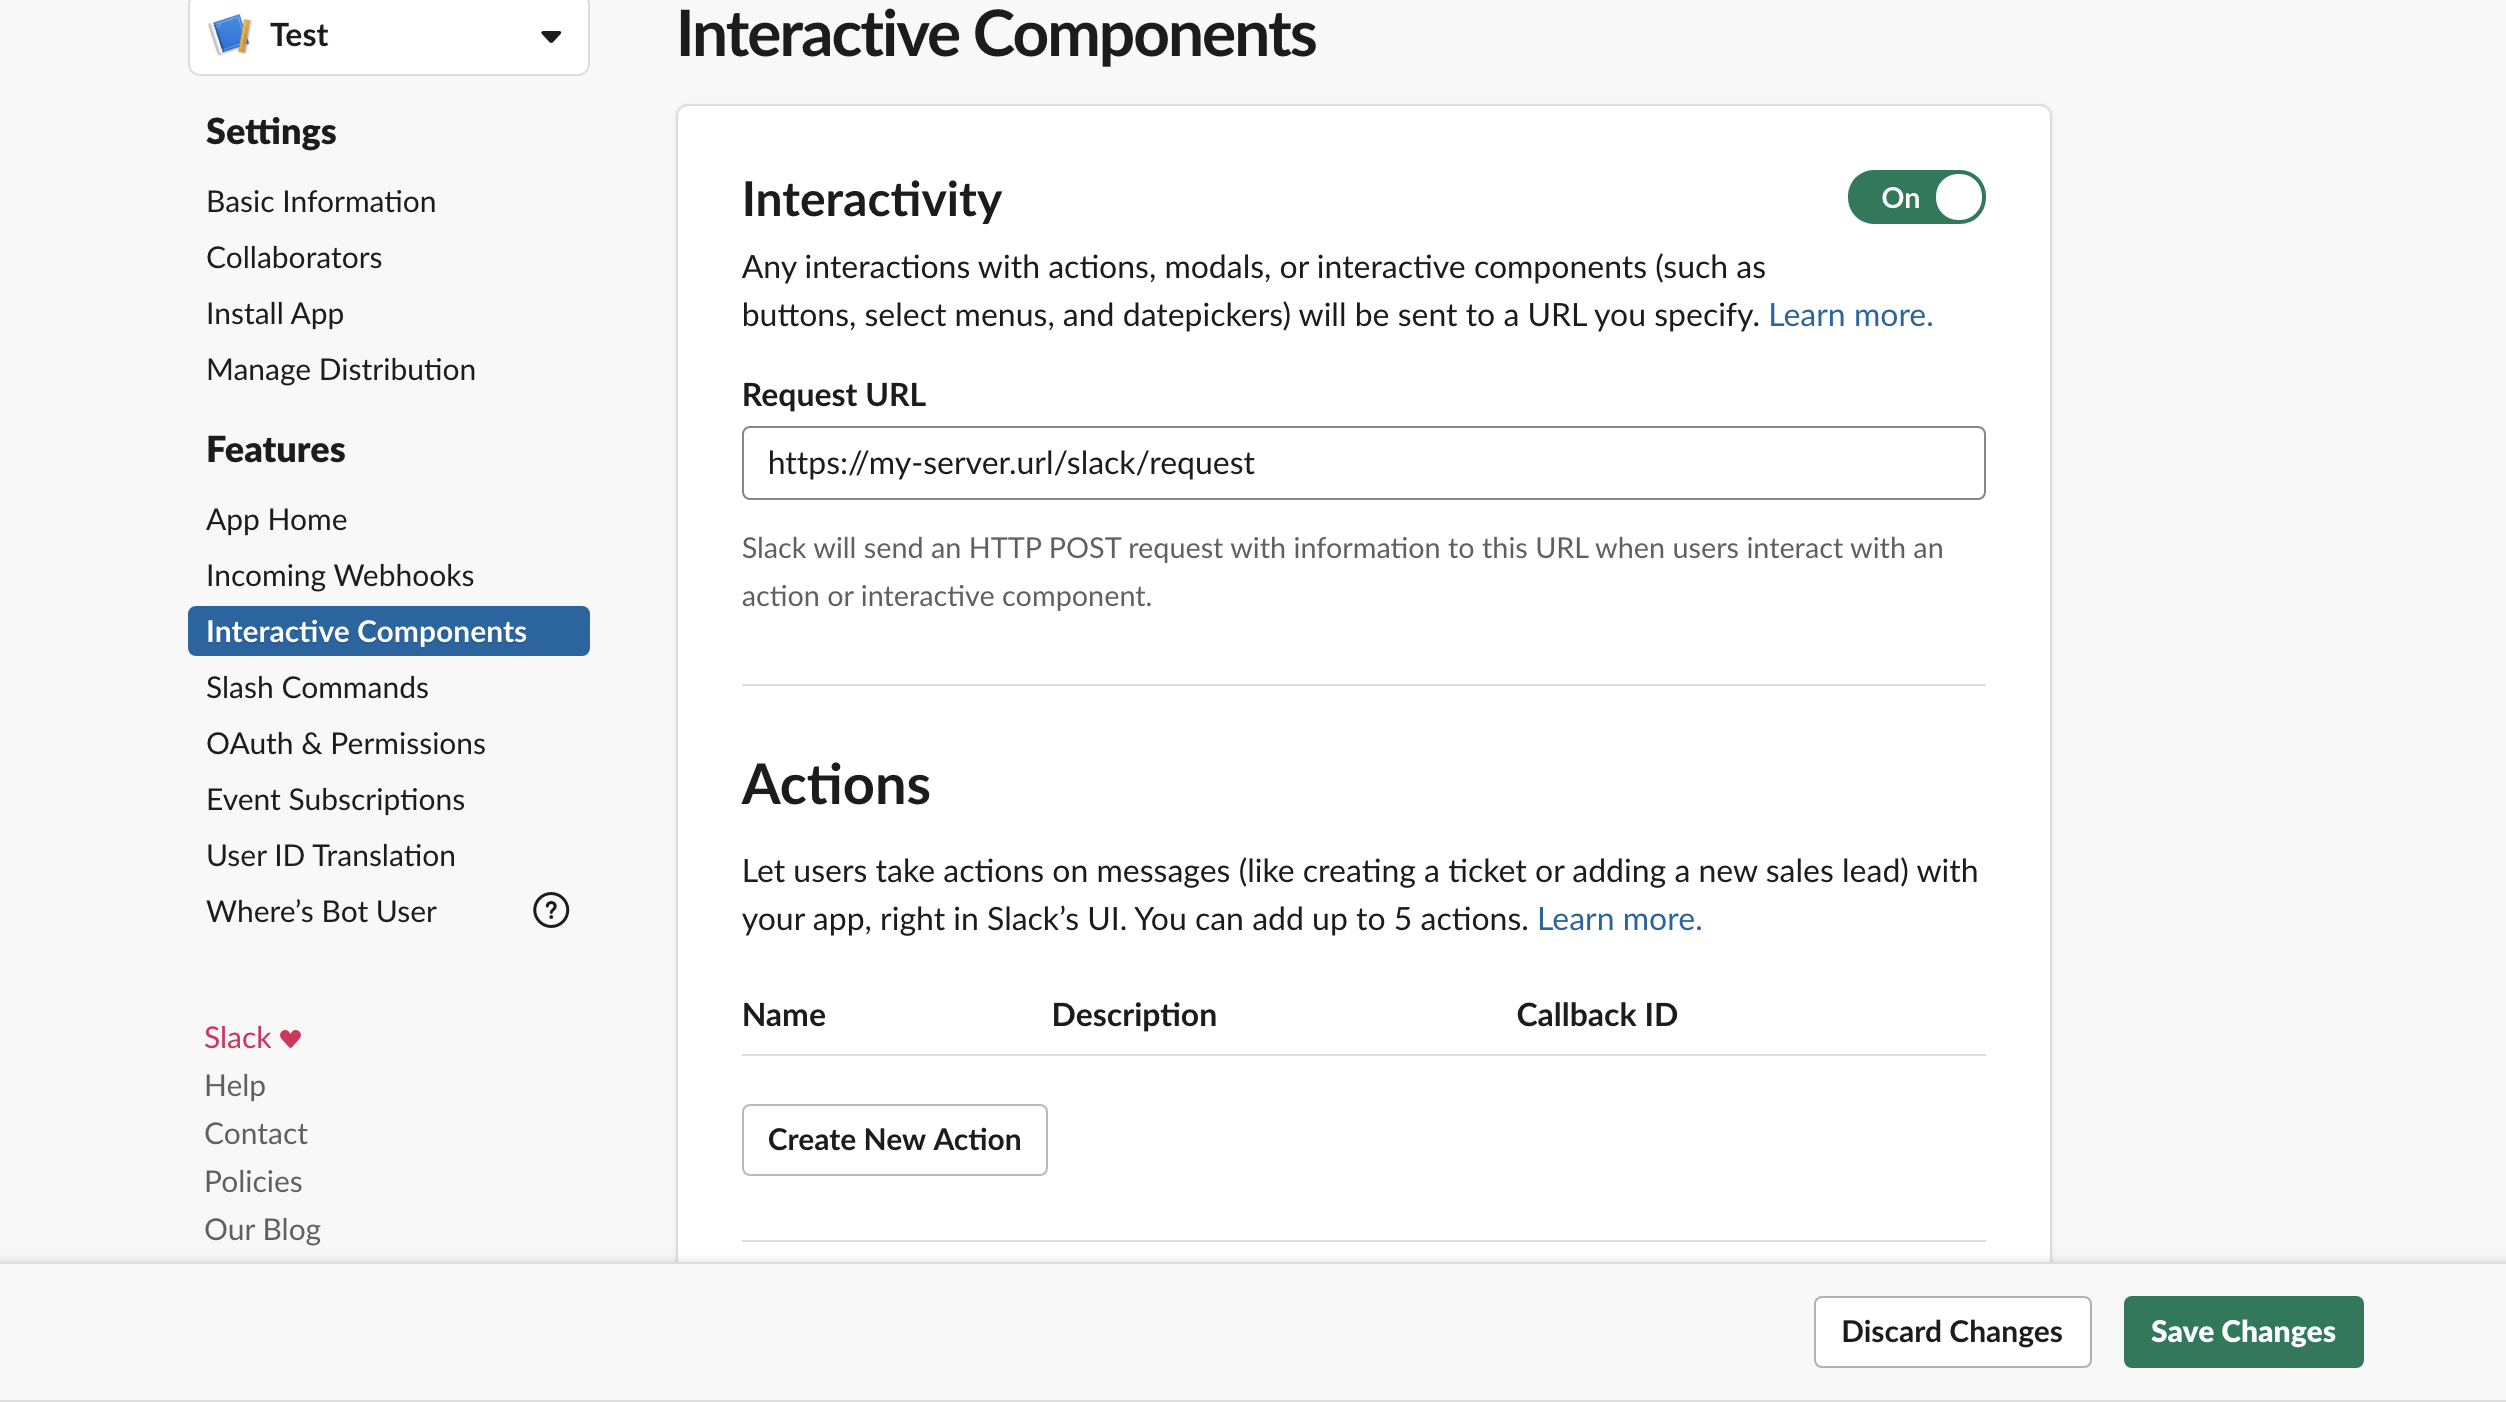 Test
Settings
Basic Information
Collaborators
Install App
Manage Distribution
Features
App Home
Incoming Webhooks
Interactive Components
Slash Commands
OAuth & Permissions
Event Subscriptions
User ID Translation
Where’s Bot User
?
Slack ♥
Help
Contact
Policies
Our Blog
Interactive Components
Interactivity
On
Any interactions with actions, modals, or interactive components (such as
buttons, select menus, and datepickers) will be sent to a URL you specify. Learn more.
Request URL
https://my-server.url/slack/request
Slack will send an HTTP POST request with information to this URL when users interact with an
action or interactive component.
Actions
Let users take actions on messages (like creating a ticket or adding a new sales lead) with
your app, right in Slack’s UI. You can add up to 5 actions. Learn more.
Name Description Callback ID
Create New Action
Discard Changes
Save Changes